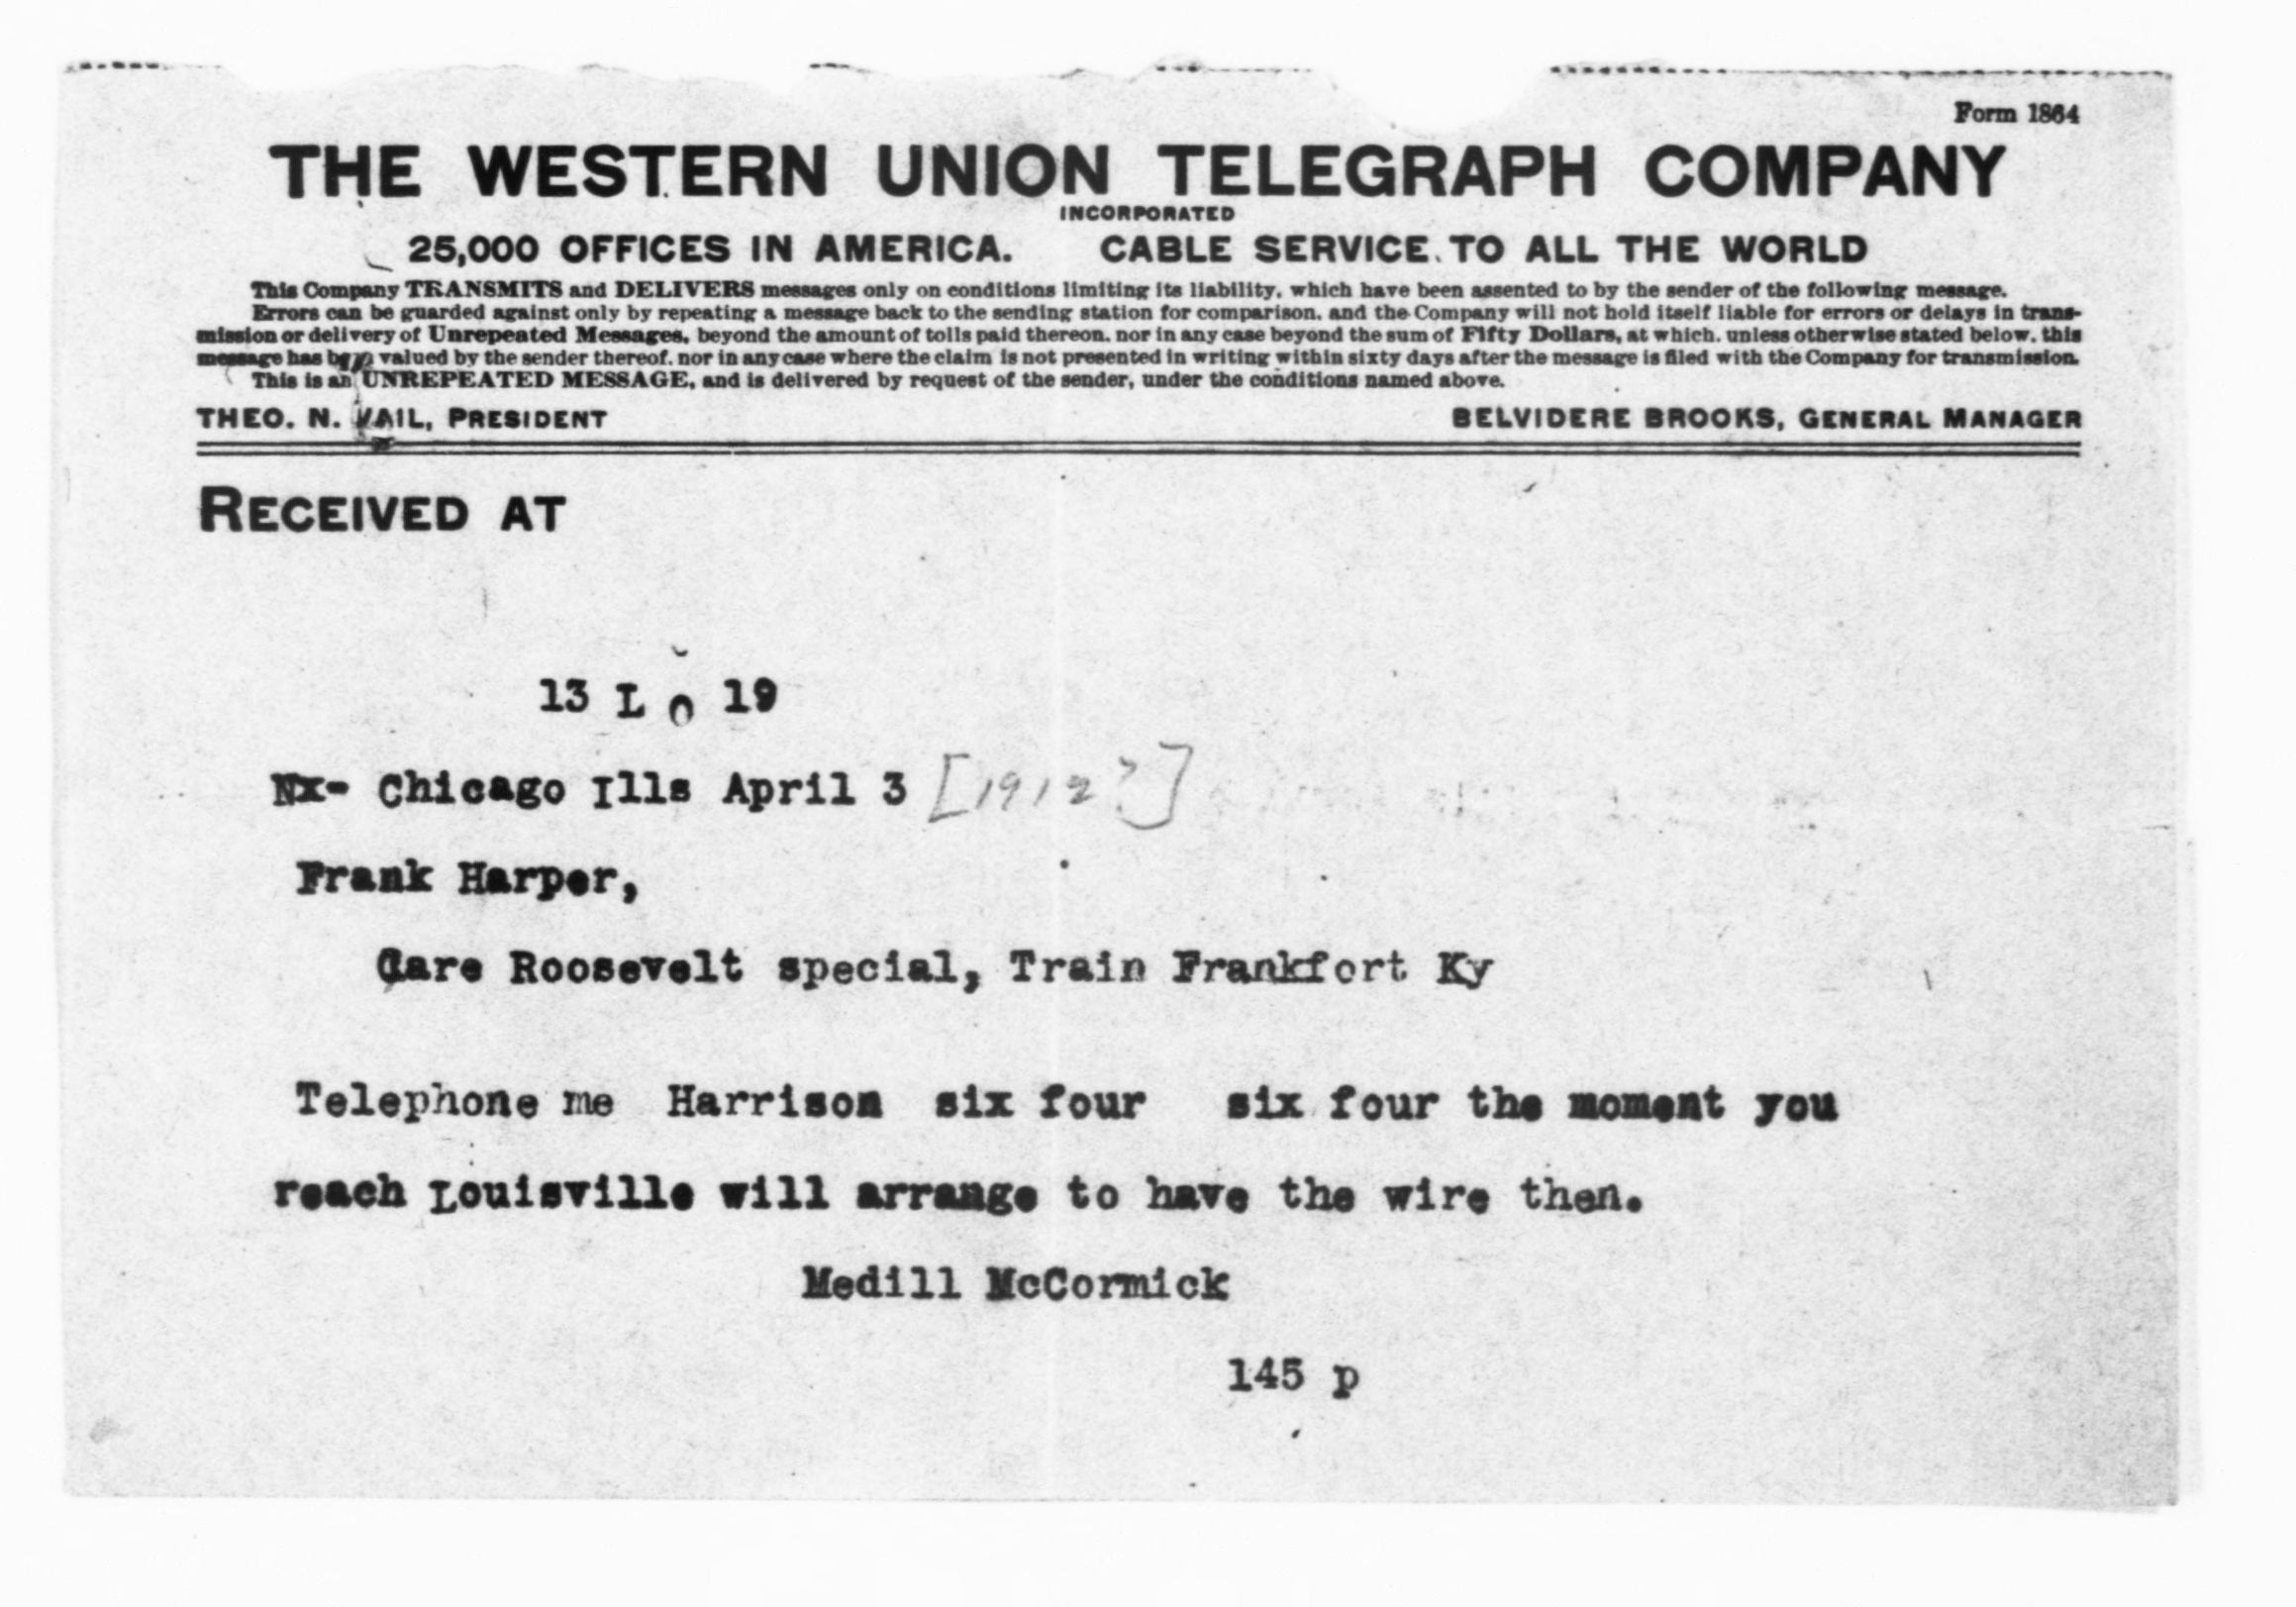 Form 1864
THE WESTERN UNION TELEGRAPH COMPANY
INCORPORATED
25,000 OFFICES IN AMERICA. CABLE SERVICE TO ALL THE WORLD
This Company TRANSMITS and DELIVERS messages only on conditions limiting its liability, which have been assented to by the sender of the following message.
Errors can be guarded against only by repeating a message back to the sending station for comparison, and the Company will not hold itself liable for errors or delays in trans-
mission or delivery of Unrepeated Messages, beyond the amount of tolls paid thereon, nor in any case beyond the sum of Fifty Dollars, at which, unless otherwise stated below, this
message has been valued by the sender thereof, nor in any case where the claim is not presented in writing within sixty days after the message is filed with the Company for transmission.
This is an UNREPEATED MESSAGE, and is delivered by request of the sender, under the conditions named above.
THEO. N. VAIL, PRESIDENT BELVIDERE BROOKS, GENERAL MANAGER
RECEIVED AT
13 L O 19
NX- Chicago Ills April 3 [1912?]
Frank Harper,
Care Roosevelt special, Train Frankfort Ky
Telephone me Harrison six four six four the moment you
reach Louisville will arrange to have the wire then.
Medill McCormick
145 p